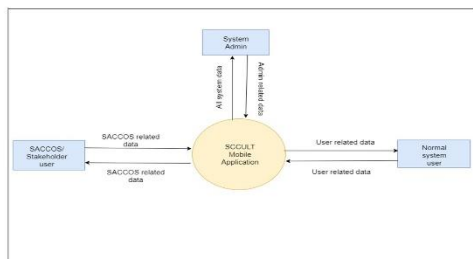 System
Admin
All system data
Admin related data
SACCOS related
data
SACCOS/
Stakeholder
user
SACCOS related
data
SCCULT
Mobile
Application
User related data
User related data
Normal
system
user